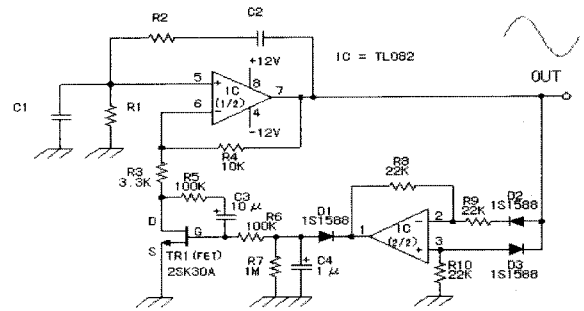 R2
C2
IC = TL082
+12V
OUT
5
+
8
7
IC
(1/2)
6
-
4
-12V
C1
R1
R4
10K
R3
3.3K
R5
100K
C3
10μ
+
R8
22K
D
G
S
R6
100K
D1
1S1588
1
2
-
IC
(2/2)
3
+
R9
22K
D2
1S1588
D3
1S1588
TR1(FET)
2SK30A
R7
1M
+
C4
1μ
R10
22K